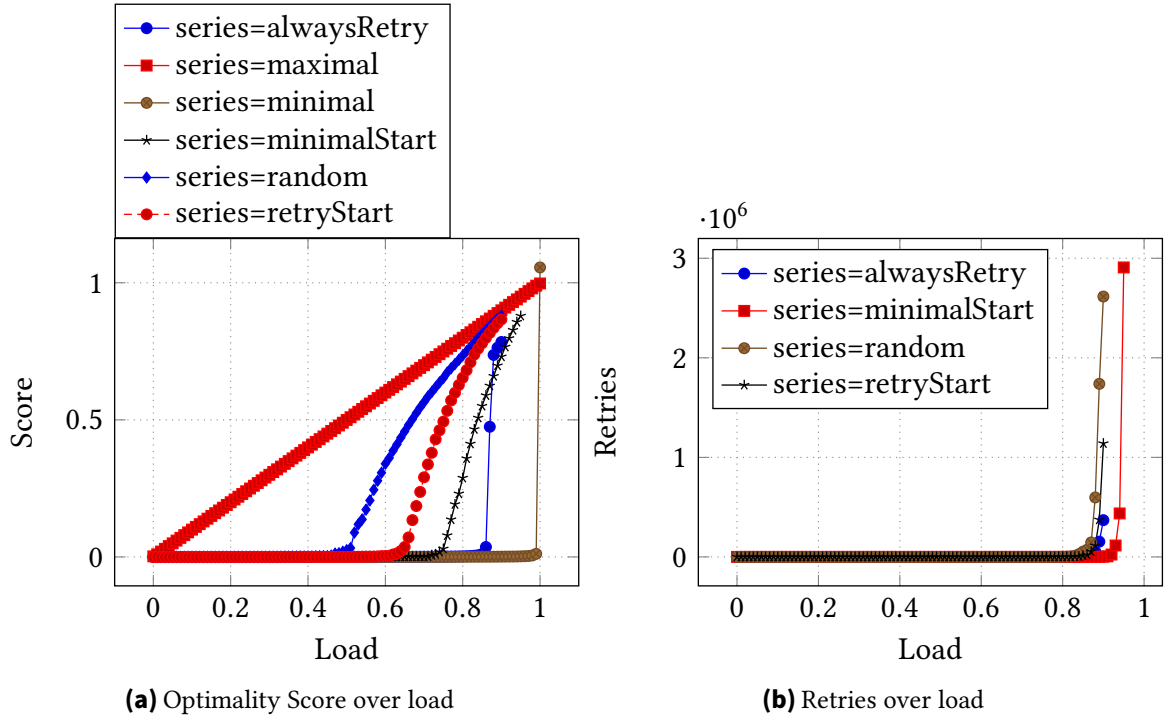 series=alwaysRetry
series=maximal
series=minimal
series=minimalStart
series=random
series=retryStart
1
0.5
0
Score
0 0.2 0.4 0.6 0.8 1
Load
(a) Optimality Score over load
·10⁶
3
2
1
0
Retries
series=alwaysRetry
series=minimalStart
series=random
series=retryStart
0 0.2 0.4 0.6 0.8 1
Load
(b) Retries over load